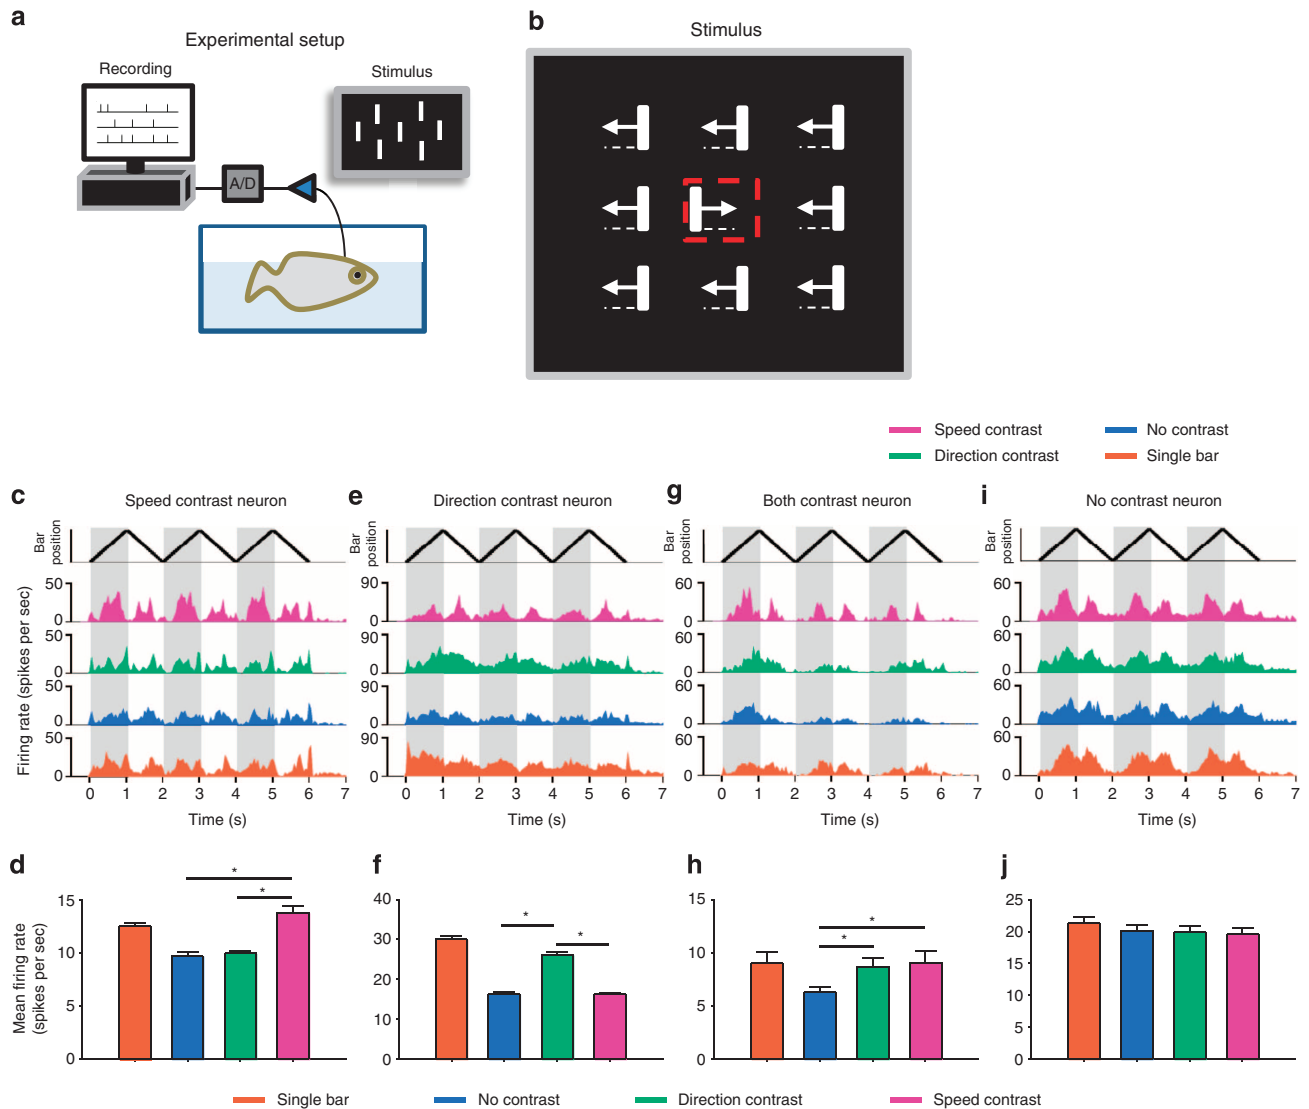 a
Experimental setup
Recording
Stimulus
A/D
b
Stimulus
Speed contrast
No contrast
Direction contrast
Single bar
c
Speed contrast neuron
Bar position
50
0
50
0
50
0
50
0
Firing rate (spikes per sec)
0 1 2 3 4 5 6 7
Time (s)
e
Direction contrast neuron
Bar position
90
0
90
0
90
0
90
0
0 1 2 3 4 5 6 7
Time (s)
g
Both contrast neuron
Bar position
60
0
60
0
60
0
60
0
0 1 2 3 4 5 6 7
Time (s)
i
No contrast neuron
Bar position
60
0
60
0
60
0
60
0
0 1 2 3 4 5 6 7
Time (s)
d
Mean firing rate
(spikes per sec)
15
10
5
0
*
*
f
40
30
20
10
0
*
*
h
15
10
5
0
*
*
j
25
20
15
10
5
0
Single bar
No contrast
Direction contrast
Speed contrast